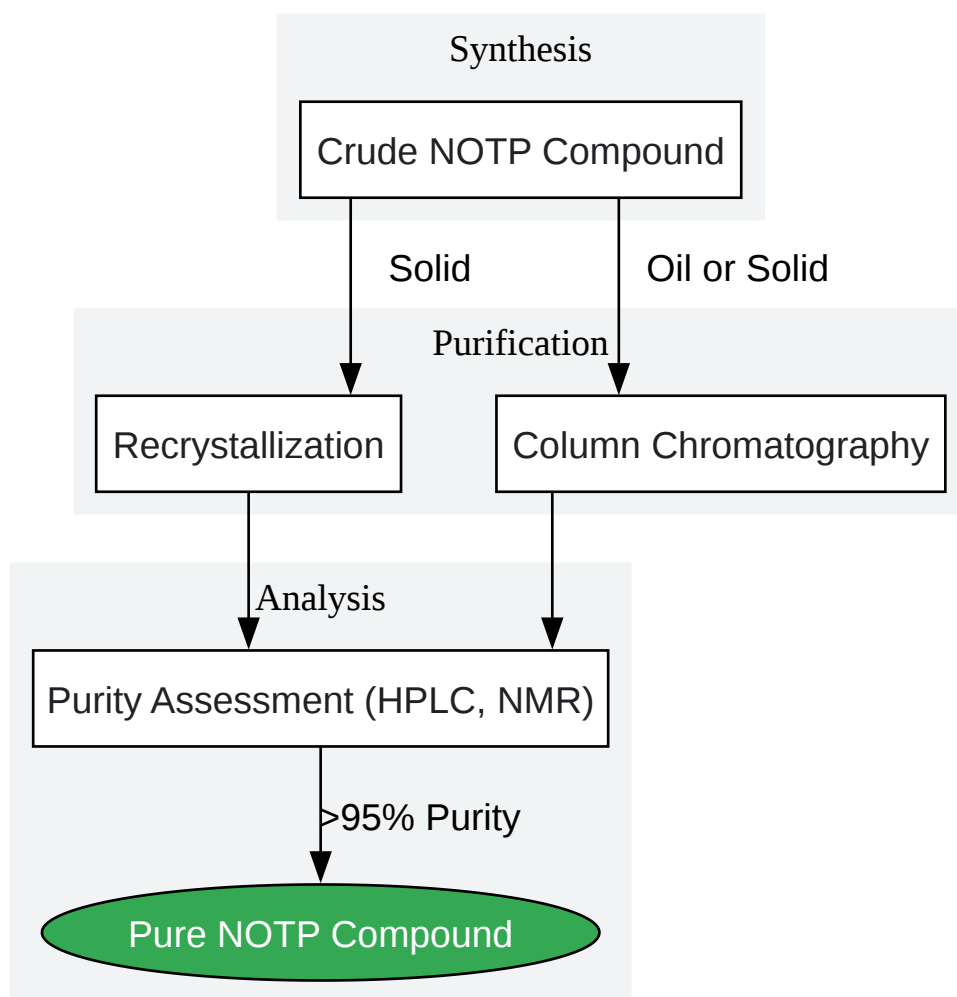 Synthesis
Crude NOTP Compound
Solid
Oil or Solid
Purification
Recrystallization
Column Chromatography
Analysis
Purity Assessment (HPLC, NMR)
>95% Purity
Pure NOTP Compound